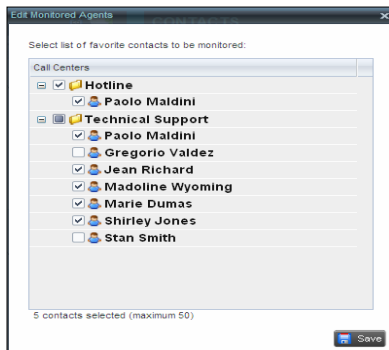 Edit Monitored Agents
CONTACTS
Select list of favorite contacts to be monitored:
Call Centers
Hotline
Paolo Maldini
Technical Support
Paolo Maldini
Gregorio Valdez
Jean Richard
Madoline Wyoming
Marie Dumas
Shirley Jones
Stan Smith
5 contacts selected (maximum 50)
Save